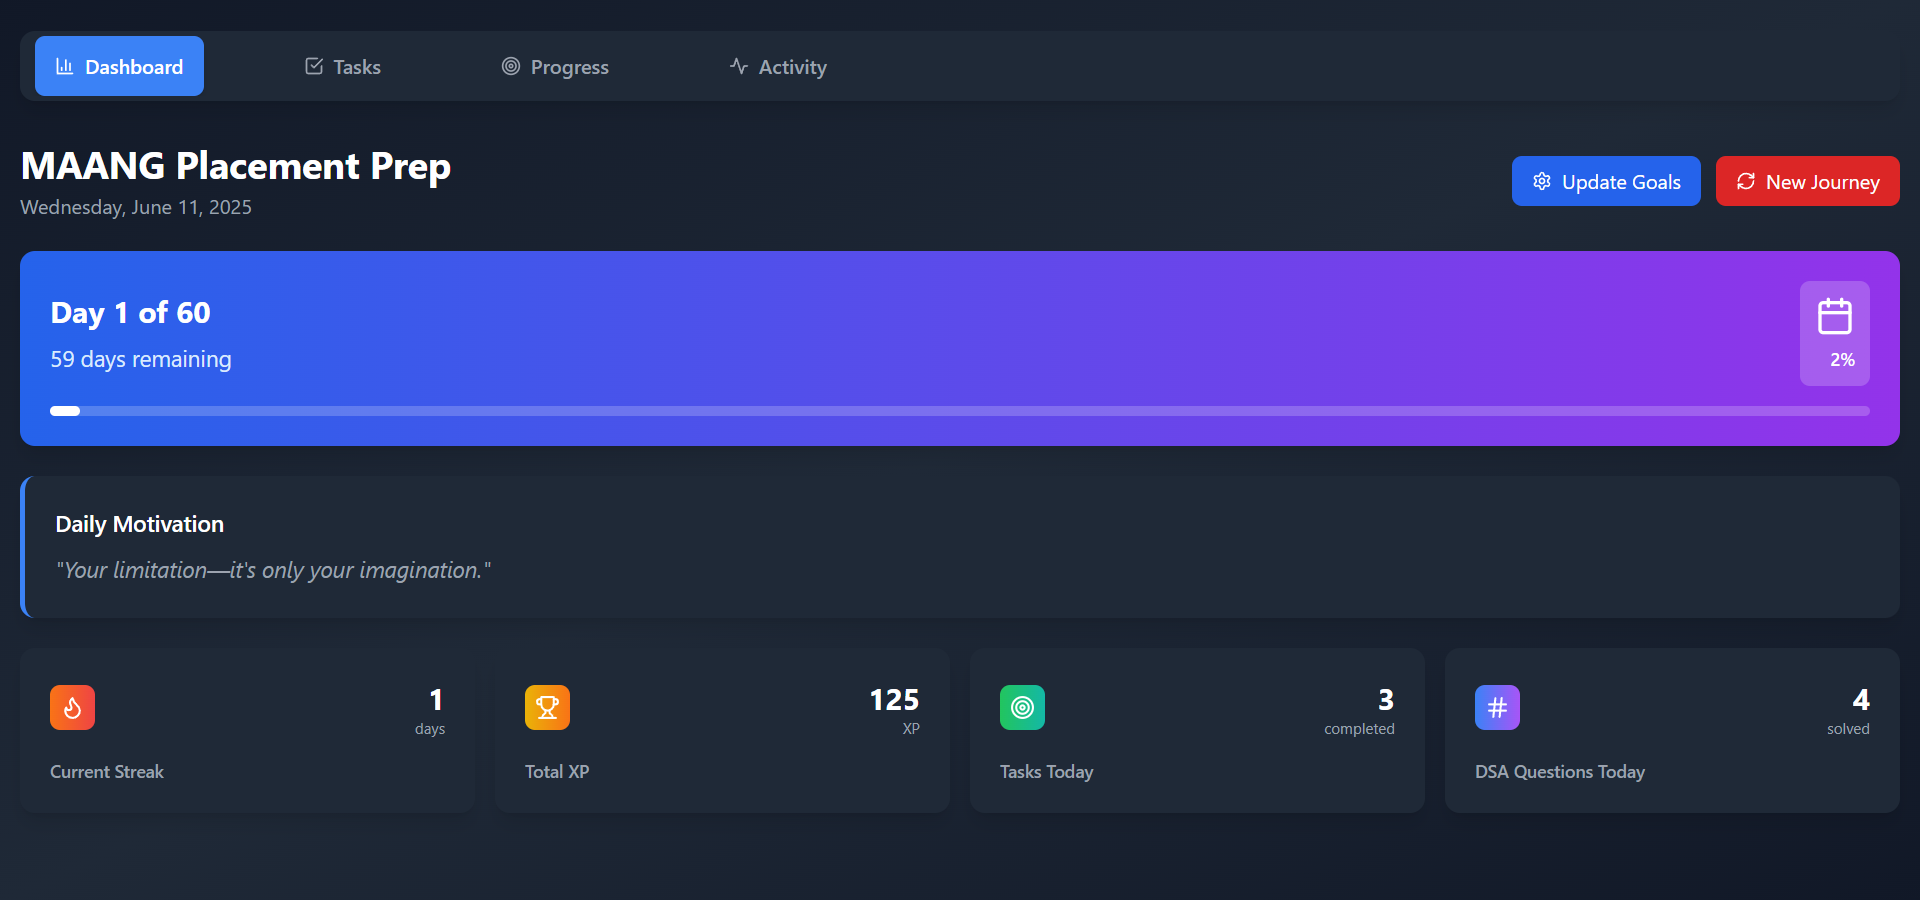 Dashboard
Tasks
Progress
Activity
MAANG Placement Prep
Wednesday, June 11, 2025
Update Goals
New Journey
Day 1 of 60
59 days remaining
2%
Daily Motivation
"Your limitation—it's only your imagination."
1
days
Current Streak
125
XP
Total XP
3
completed
Tasks Today
4
solved
DSA Questions Today